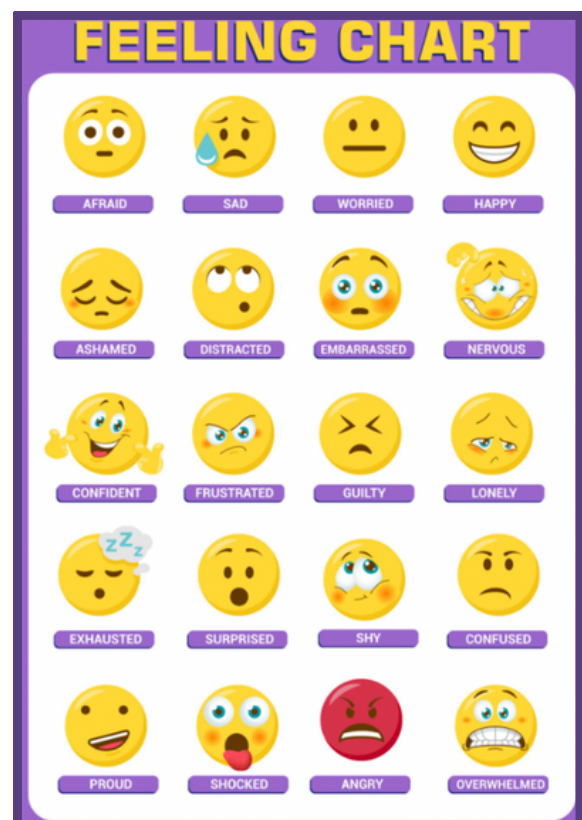 FEELING CHART
AFRAID SAD WORRIED HAPPY
ASHAMED DISTRACTED EMBARRASSED NERVOUS
CONFIDENT FRUSTRATED GUILTY LONELY
ZZZ
EXHAUSTED SURPRISED SHY CONFUSED
PROUD SHOCKED ANGRY OVERWHELMED